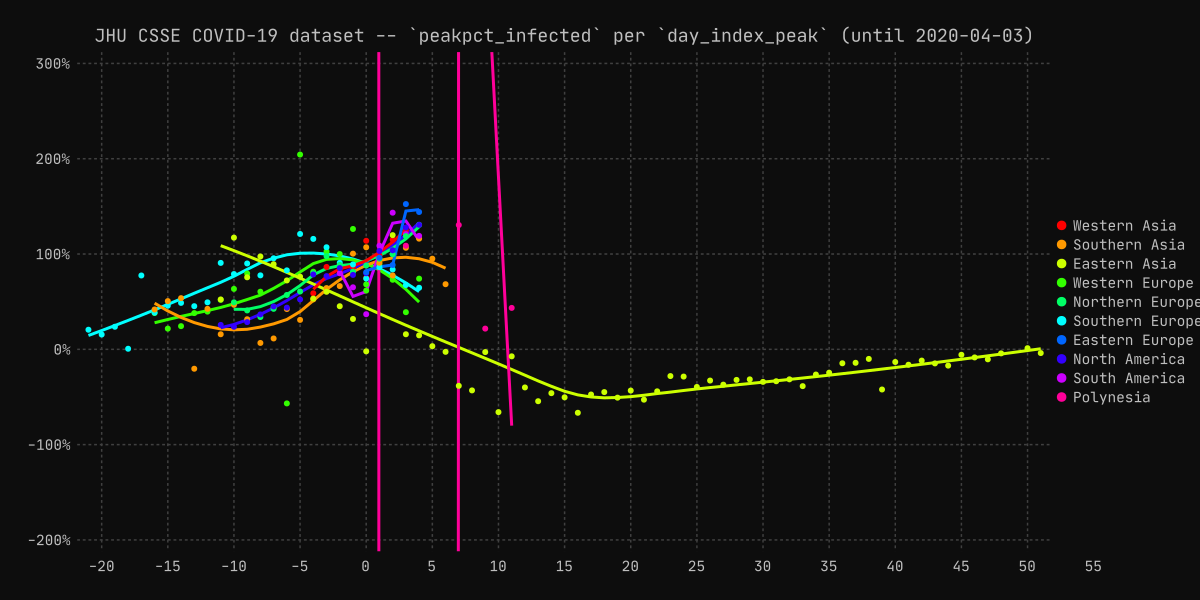 JHU CSSE COVID-19 dataset -- `peakpct_infected` per `day_index_peak` (until 2020-04-03)
300%
200%
100%
0%
-100%
-200%
-20 -15 -10 -5 0 5 10 15 20 25 30 35 40 45 50 55
Western Asia
Southern Asia
Eastern Asia
Western Europe
Northern Europe
Southern Europe
Eastern Europe
North America
South America
Polynesia